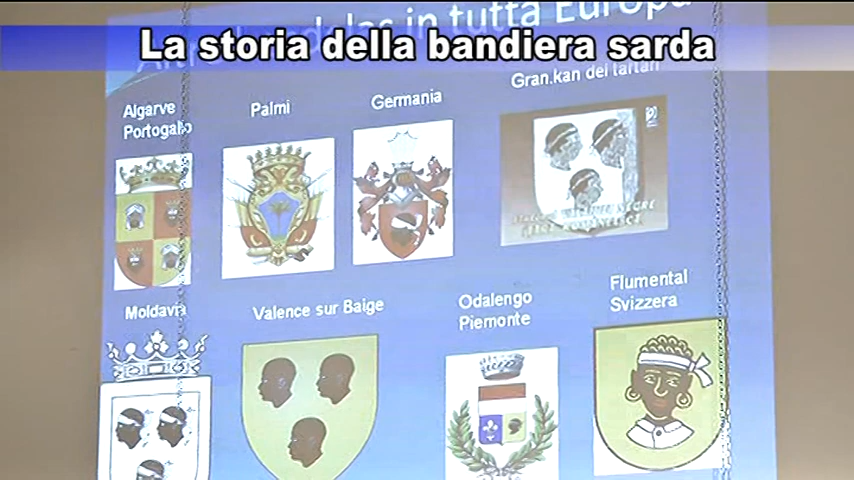 La storia della bandiera sarda
in tutta Europa
Algarve
Portogallo
Palmi
Germania
Gran.kan dei tartari
Moldavia
Valence sur Baige
Odalengo
Piemonte
Flumental
Svizzera